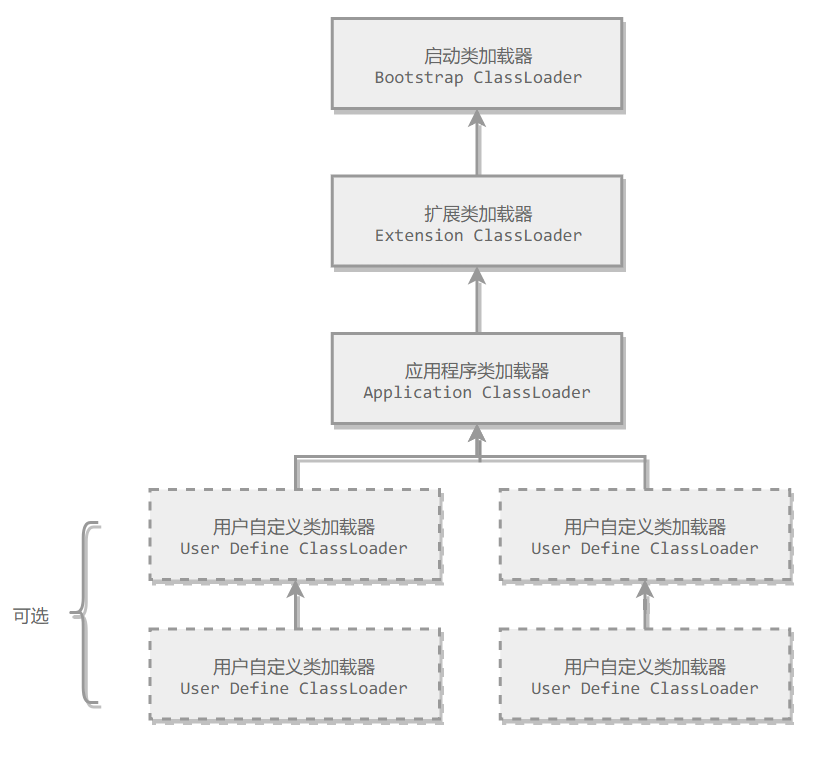 启动类加载器
Bootstrap ClassLoader
扩展类加载器
Extension ClassLoader
应用程序类加载器
Application ClassLoader
用户自定义类加载器
User Define ClassLoader
用户自定义类加载器
User Define ClassLoader
可选
用户自定义类加载器
User Define ClassLoader
用户自定义类加载器
User Define ClassLoader